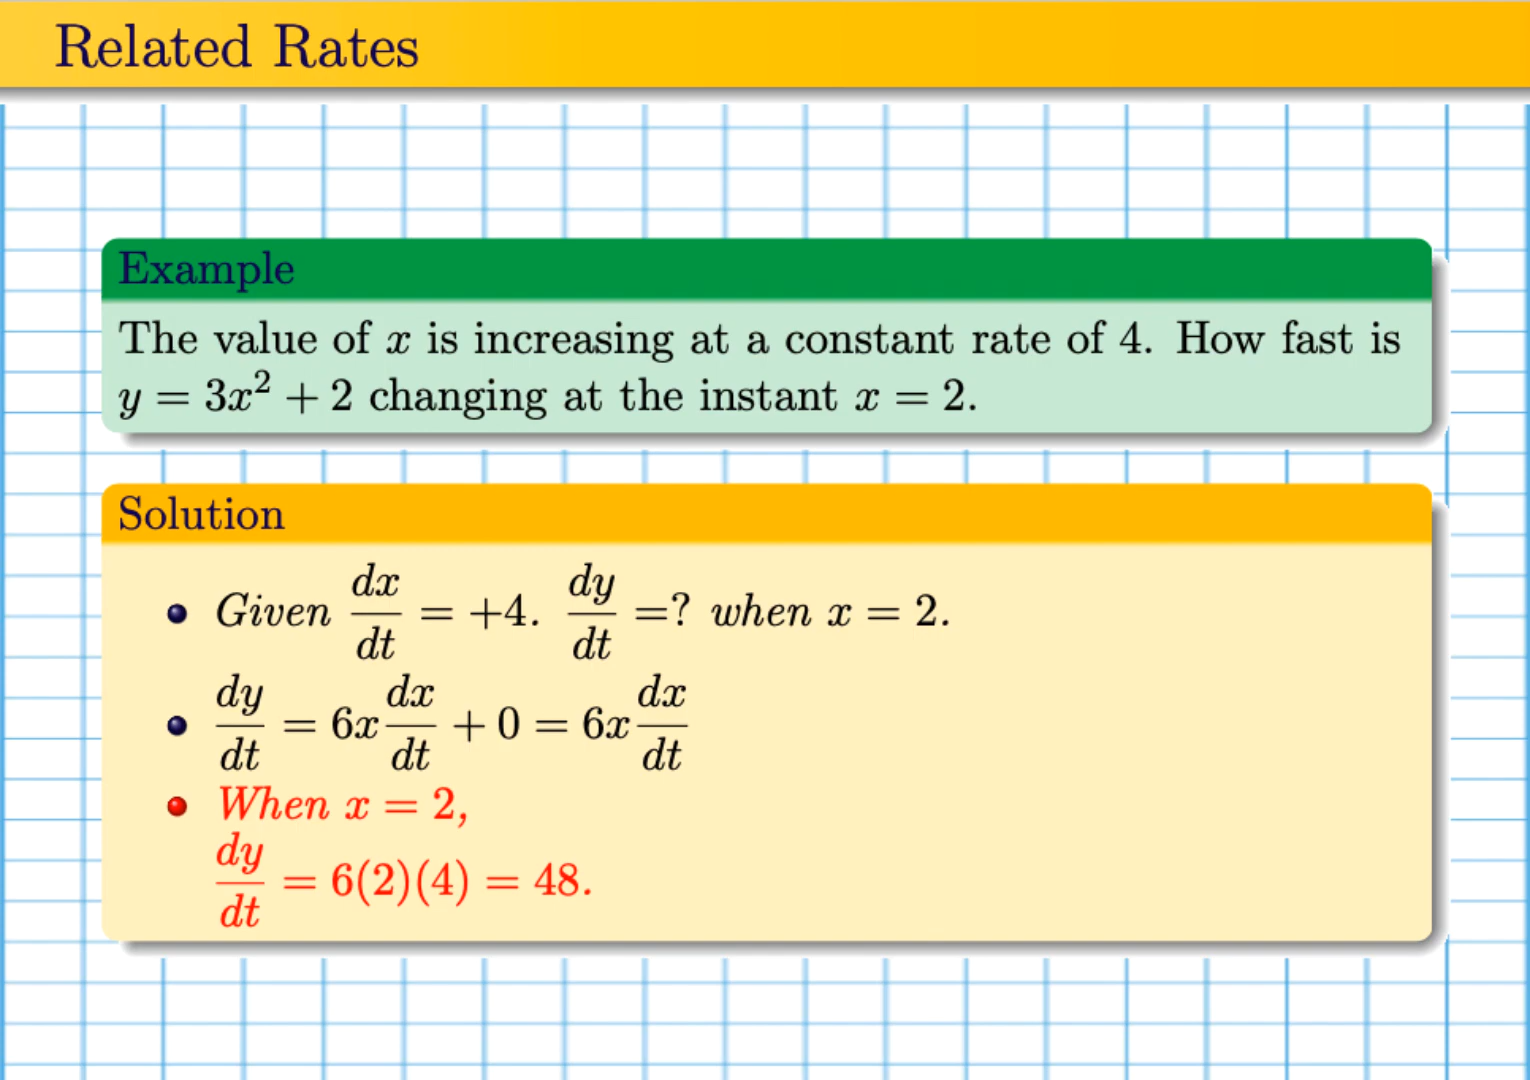 Related Rates
Example
The value of x is increasing at a constant rate of 4. How fast is
y = 3x² + 2 changing at the instant x = 2.
Solution
• Given dx/dt = +4. dy/dt =? when x = 2.
• dy/dt = 6x dx/dt + 0 = 6x dx/dt
• When x = 2,
dy/dt = 6(2)(4) = 48.